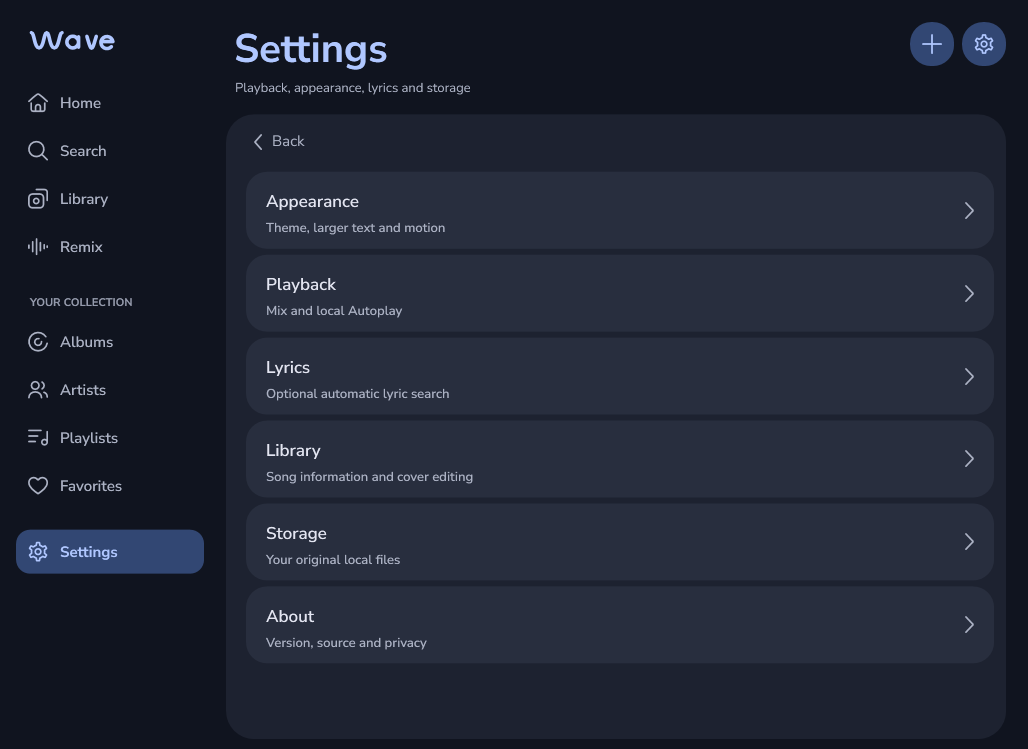 Wave
Home
Search
Library
Remix
YOUR COLLECTION
Albums
Artists
Playlists
Favorites
Settings
Settings
Playback, appearance, lyrics and storage
Back
Appearance
Theme, larger text and motion
Playback
Mix and local Autoplay
Lyrics
Optional automatic lyric search
Library
Song information and cover editing
Storage
Your original local files
About
Version, source and privacy